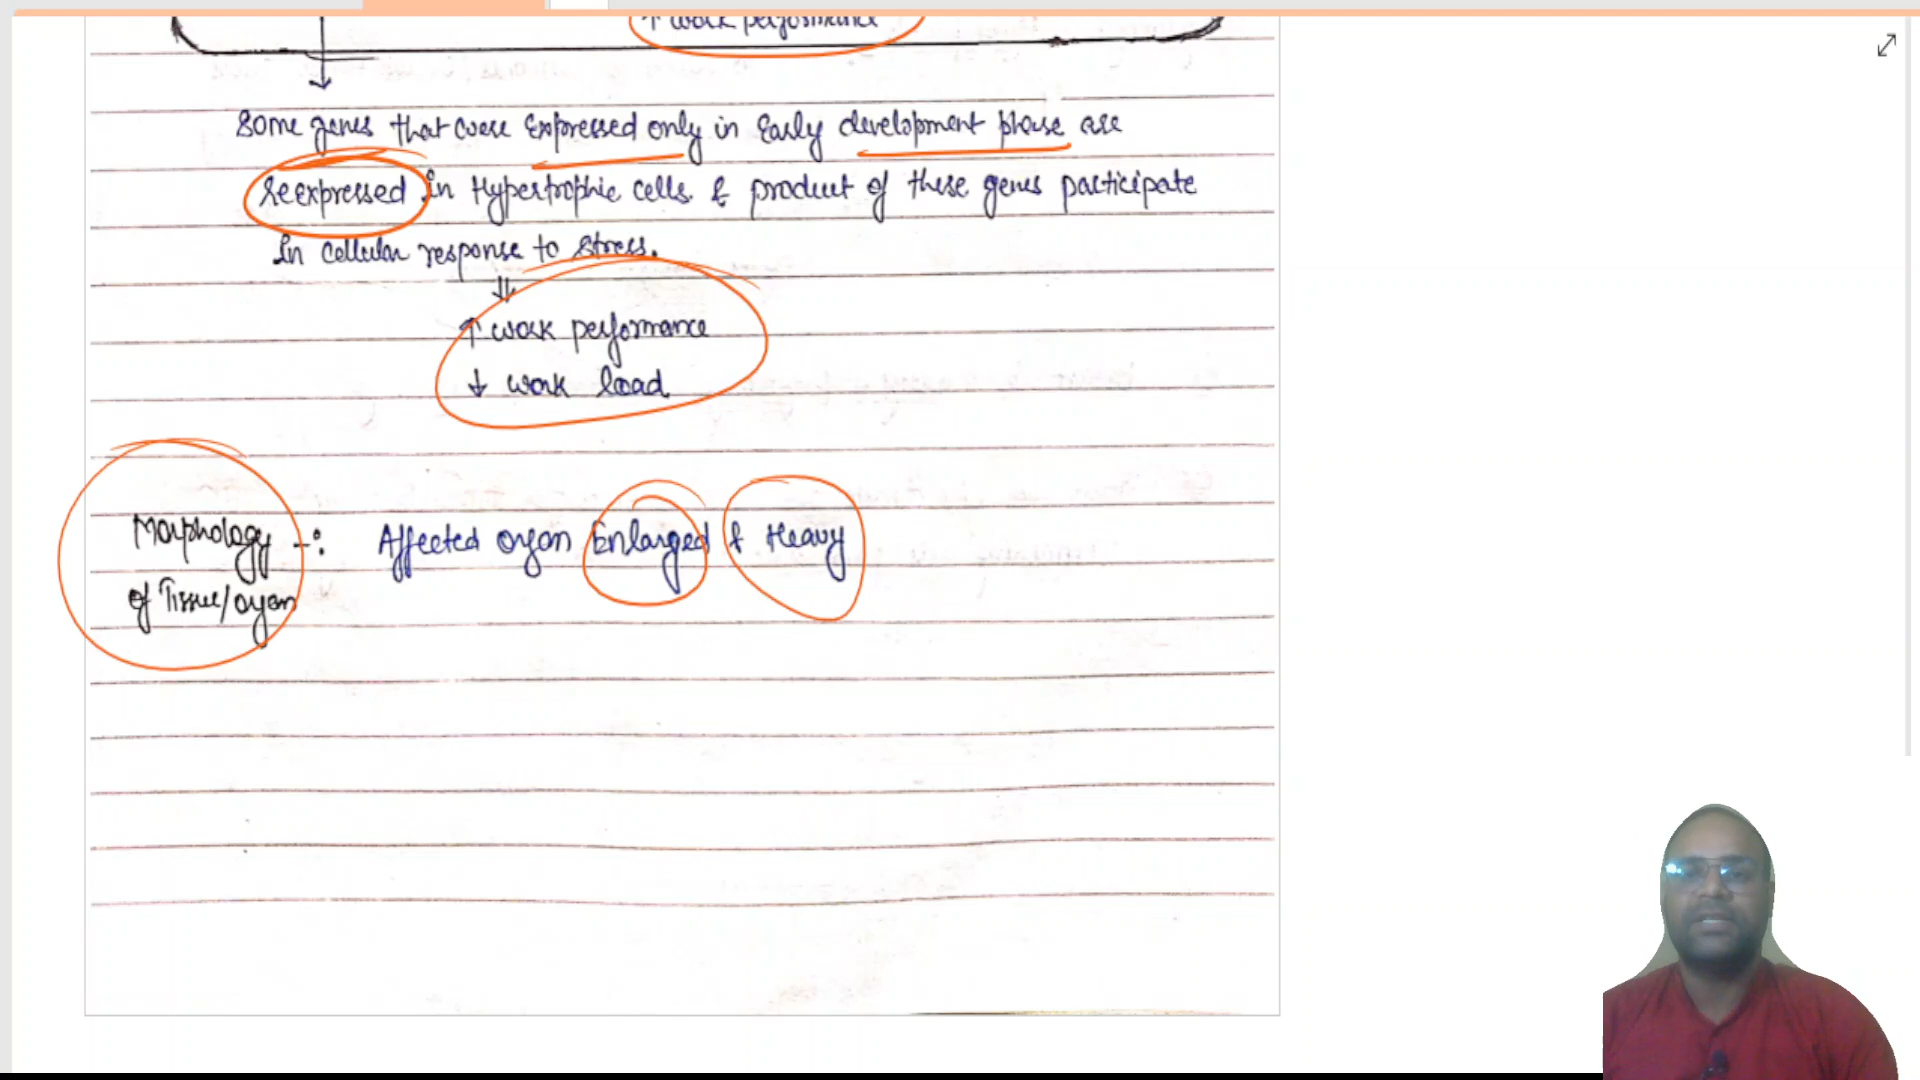 ↑ work performance
Some genes that were Expressed only in Early development phase are
Reexpressed in Hypertrophic cells & product of these genes participate
In cellular response to stress.
⇓
↑ work performance
↓ work load
Morphology -: Affected organ Enlarged & Heavy
of Tissue/organ